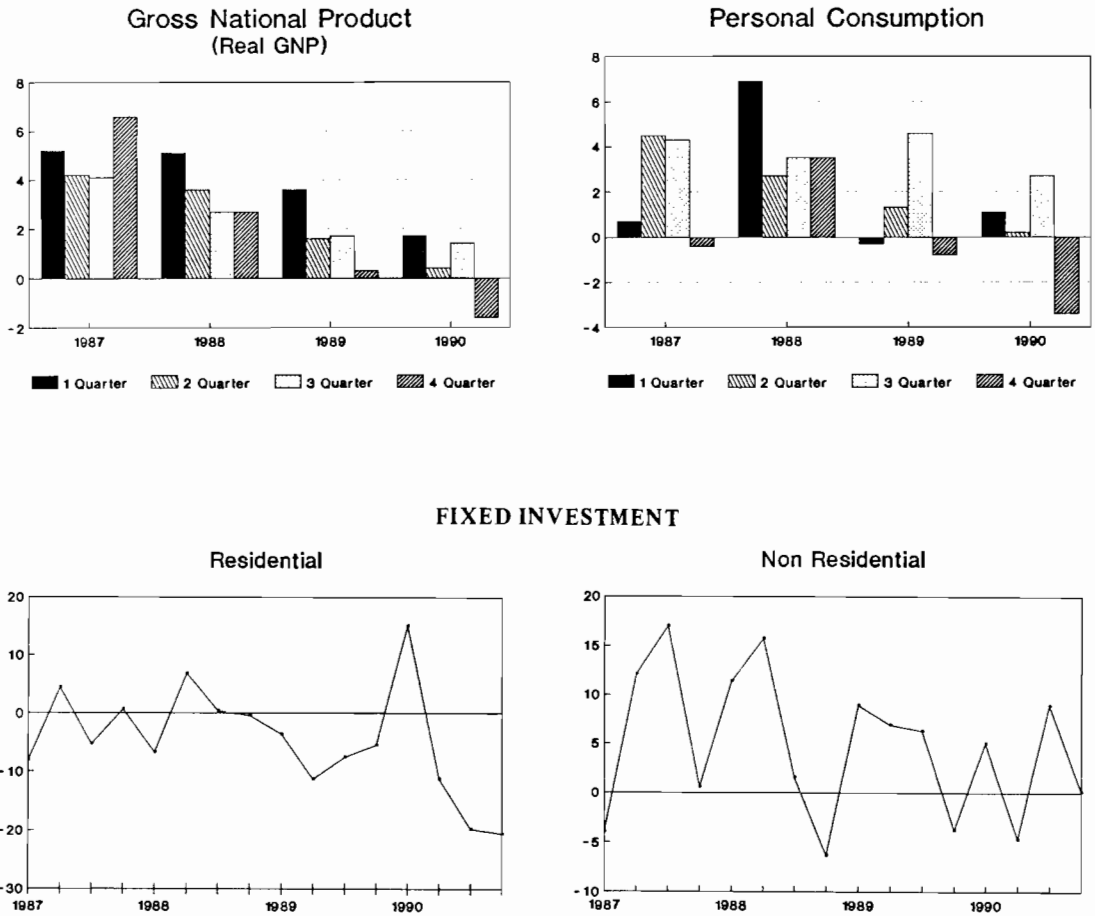 Gross National Product
(Real GNP)
8
6
4
2
0
-2
1987 1988 1989 1990
1 Quarter 2 Quarter 3 Quarter 4 Quarter
Personal Consumption
8
6
4
2
0
-2
-4
1987 1988 1989 1990
1 Quarter 2 Quarter 3 Quarter 4 Quarter
FIXED INVESTMENT
Residential
20
10
0
-10
-20
-30
1987 1988 1989 1990
Non Residential
20
15
10
5
0
-5
-10
1987 1988 1989 1990